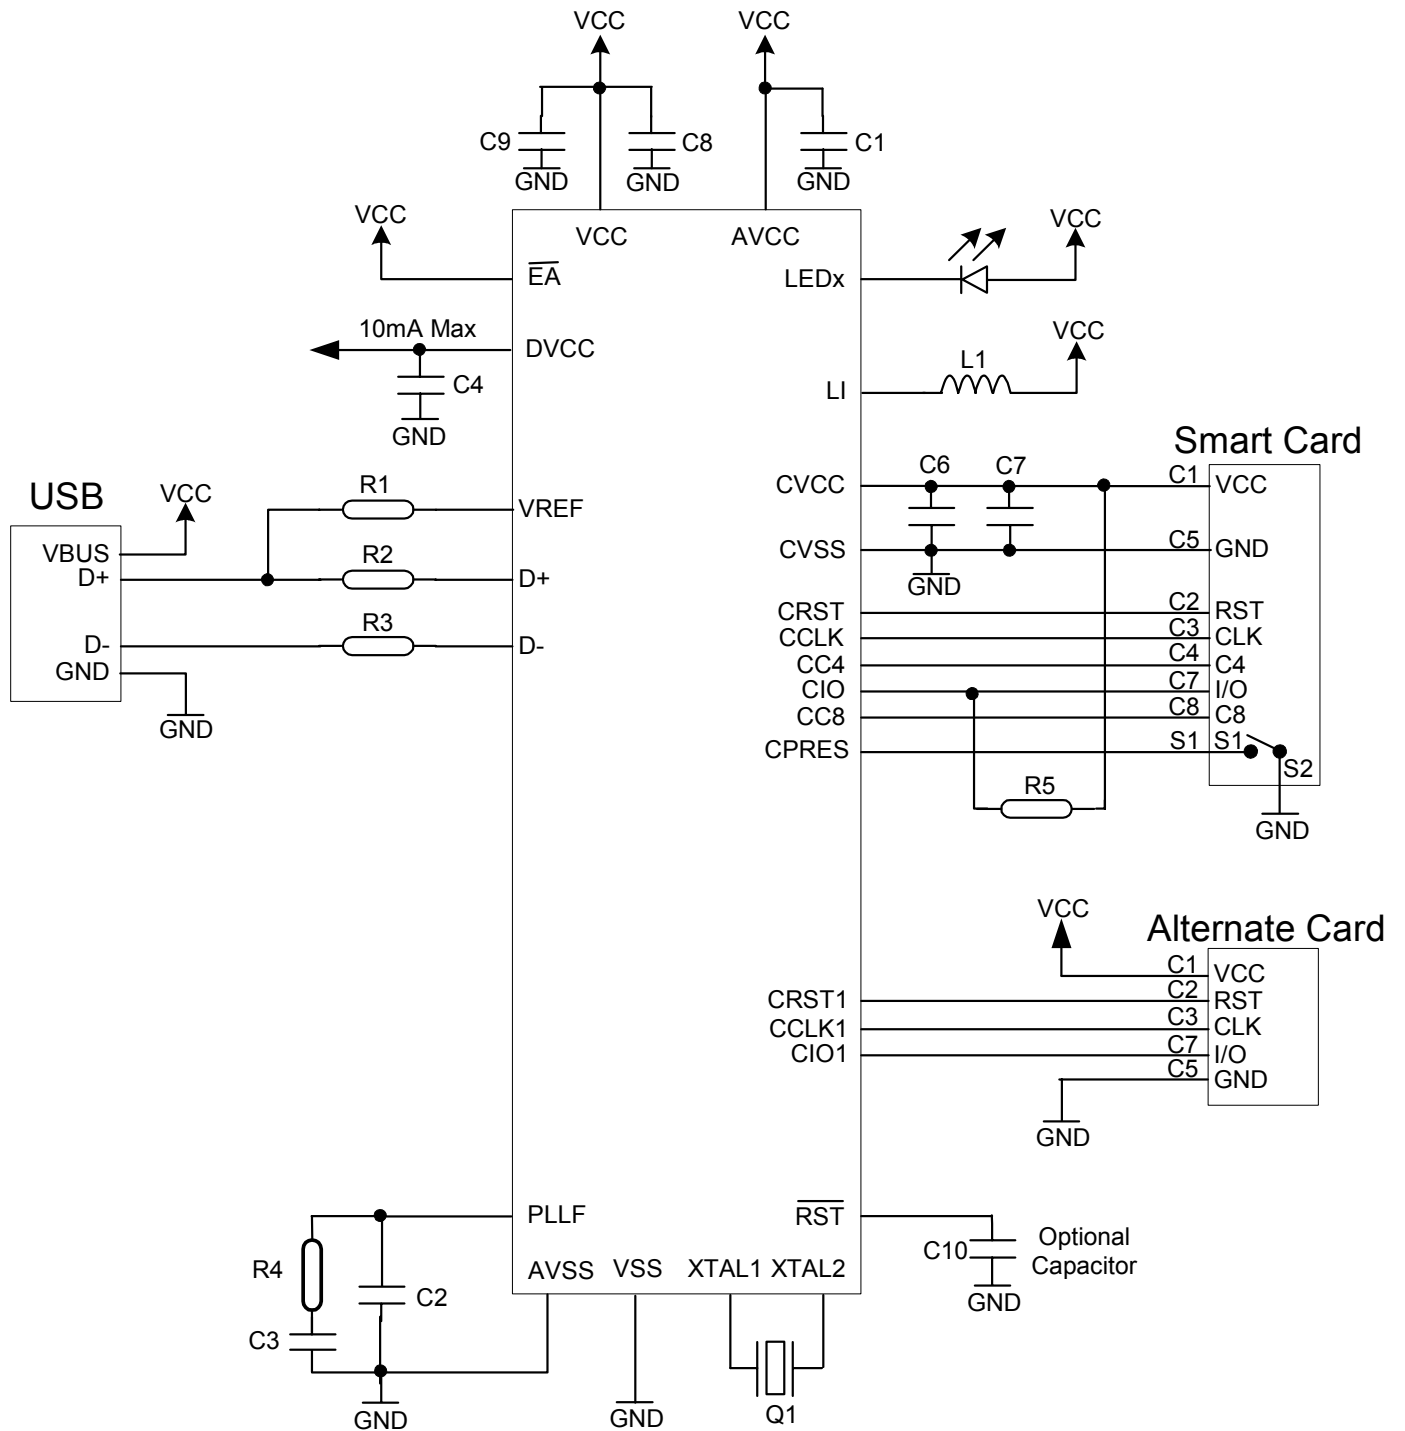 VCC
VCC
C9
C8
C1
GND
GND
GND
VCC
VCC
AVCC
VCC
EA
LEDx
10mA Max
DVCC
C4
GND
VCC
L1
LI
Smart Card
USB
VCC
R1
VREF
CVCC
C6
C7
C1
VCC
VBUS
D+
R2
D+
CVSS
GND
C5
GND
D-
R3
D-
GND
GND
CRST
C2
RST
CCLK
C3
CLK
CC4
C4
C4
CIO
C7
I/O
CC8
C8
C8
CPRES
S1
S1
S2
R5
GND
VCC
Alternate Card
C1
VCC
CRST1
C2
RST
CCLK1
C3
CLK
CIO1
C7
I/O
C5
GND
GND
PLLF
RST
R4
C2
C3
AVSS
VSS
XTAL1
XTAL2
C10
Optional
Capacitor
GND
GND
GND
Q1
VCC